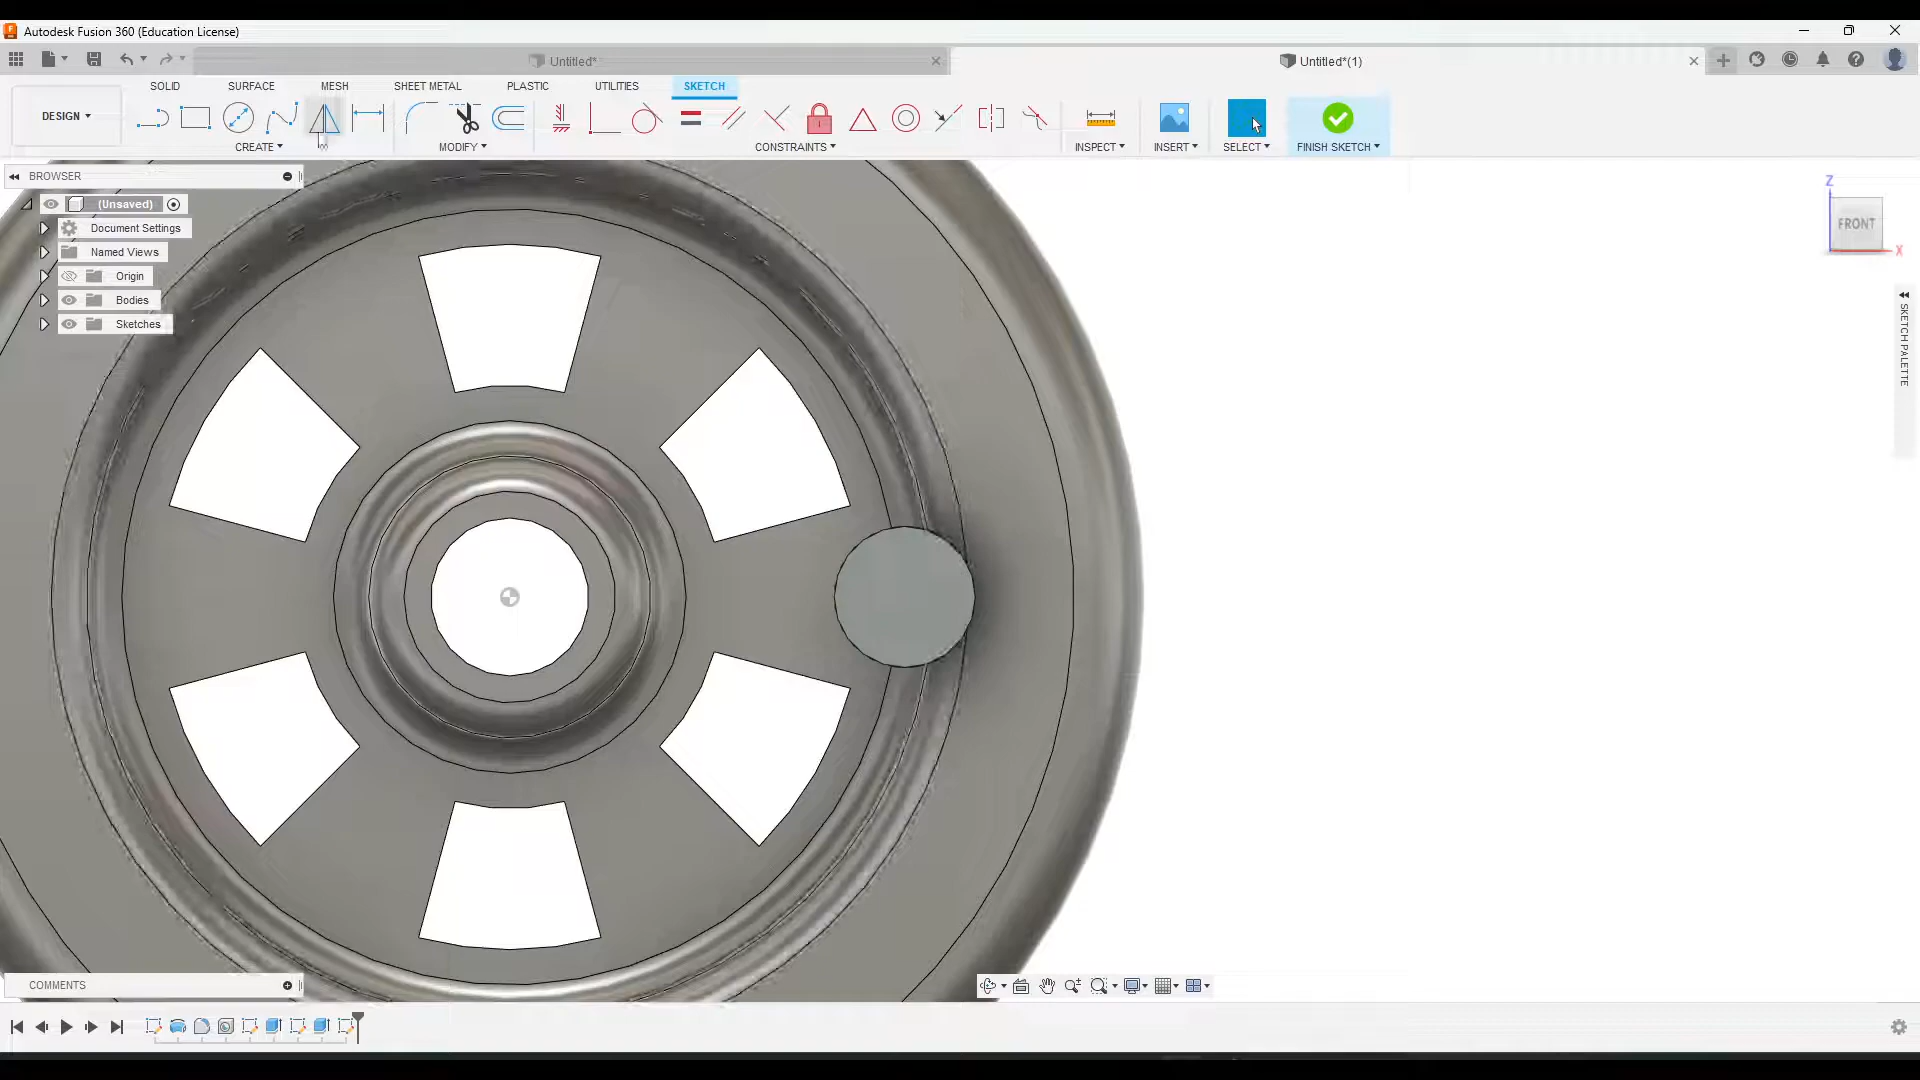 Autodesk Fusion 360 (Education License)
Untitled*
Untitled*(1)
SOLID
SURFACE
MESH
SHEET METAL
PLASTIC
UTILITIES
SKETCH
DESIGN
CREATE
MODIFY
CONSTRAINTS
INSPECT
INSERT
SELECT
FINISH SKETCH
BROWSER
(Unsaved)
Document Settings
Named Views
Origin
Bodies
Sketches
Z
FRONT
X
SKETCH PALETTE
COMMENTS